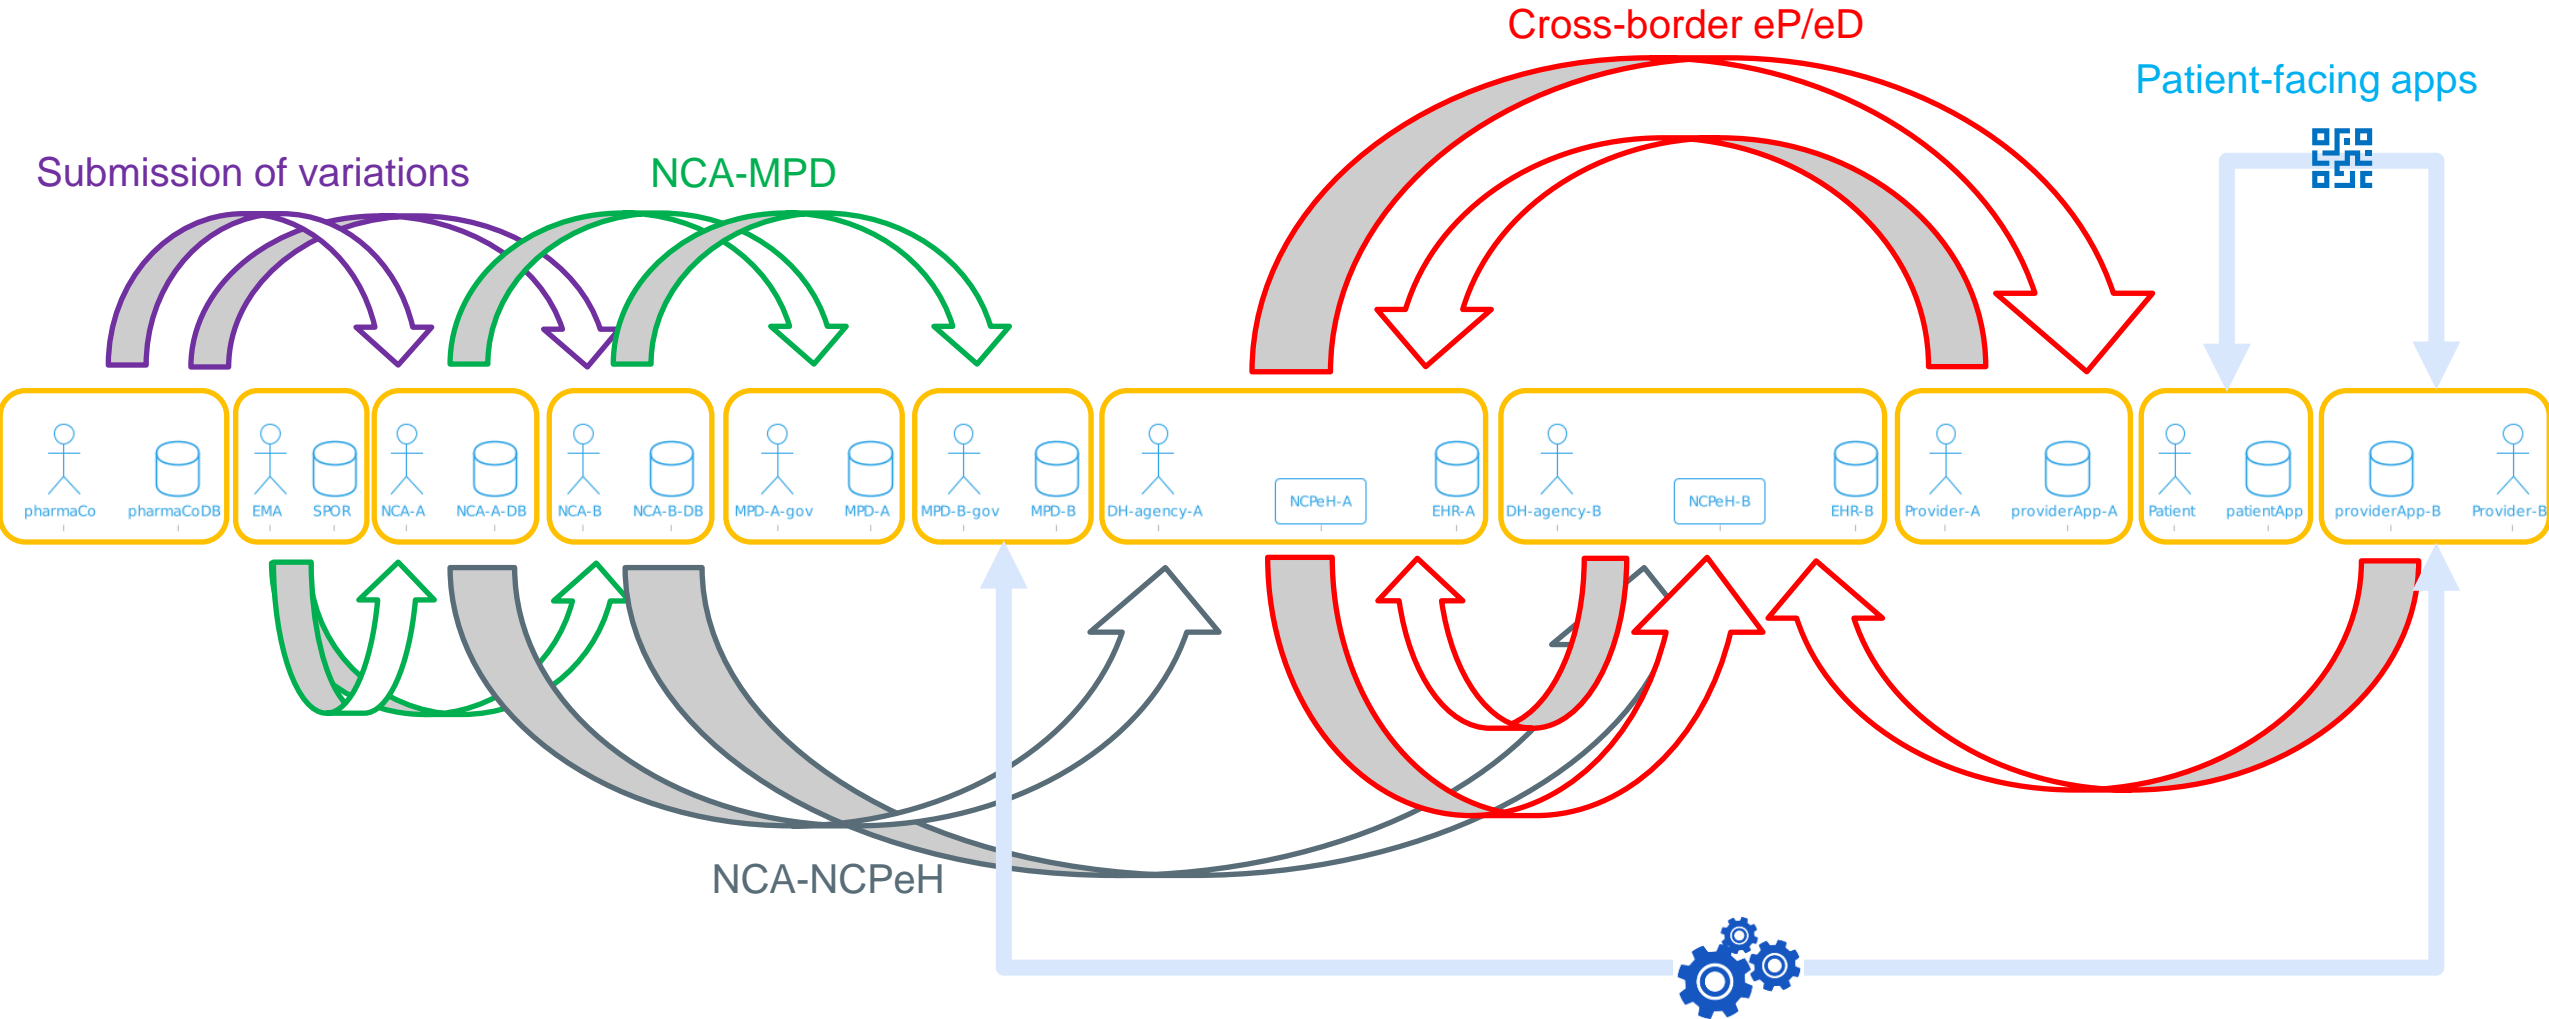 Cross-border eP/eD
Patient-facing apps
Submission of variations
NCA-MPD
pharmaCo
pharmaCoDB
EMA
SPOR
NCA-A
NCA-A-DB
NCA-B
NCA-B-DB
MPD-A-gov
MPD-A
MPD-B-gov
MPD-B
DH-agency-A
NCPeH-A
EHR-A
DH-agency-B
NCPeH-B
EHR-B
Provider-A
providerApp-A
Patient
patientApp
providerApp-B
Provider-B
NCA-NCPeH